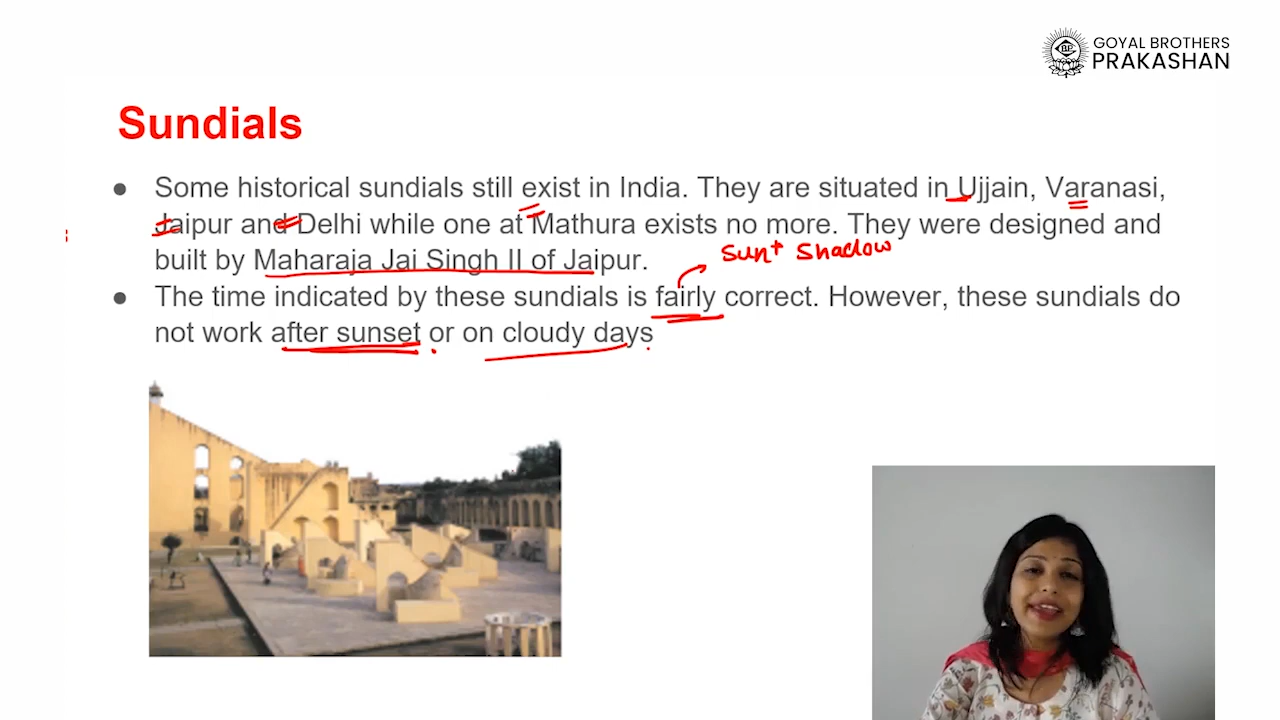 GOYAL BROTHERS
PRAKASHAN
Sundials
● Some historical sundials still exist in India. They are situated in Ujjain, Varanasi,
Jaipur and Delhi while one at Mathura exists no more. They were designed and
built by Maharaja Jai Singh II of Jaipur.
Sun+ Shadow
● The time indicated by these sundials is fairly correct. However, these sundials do
not work after sunset or on cloudy days